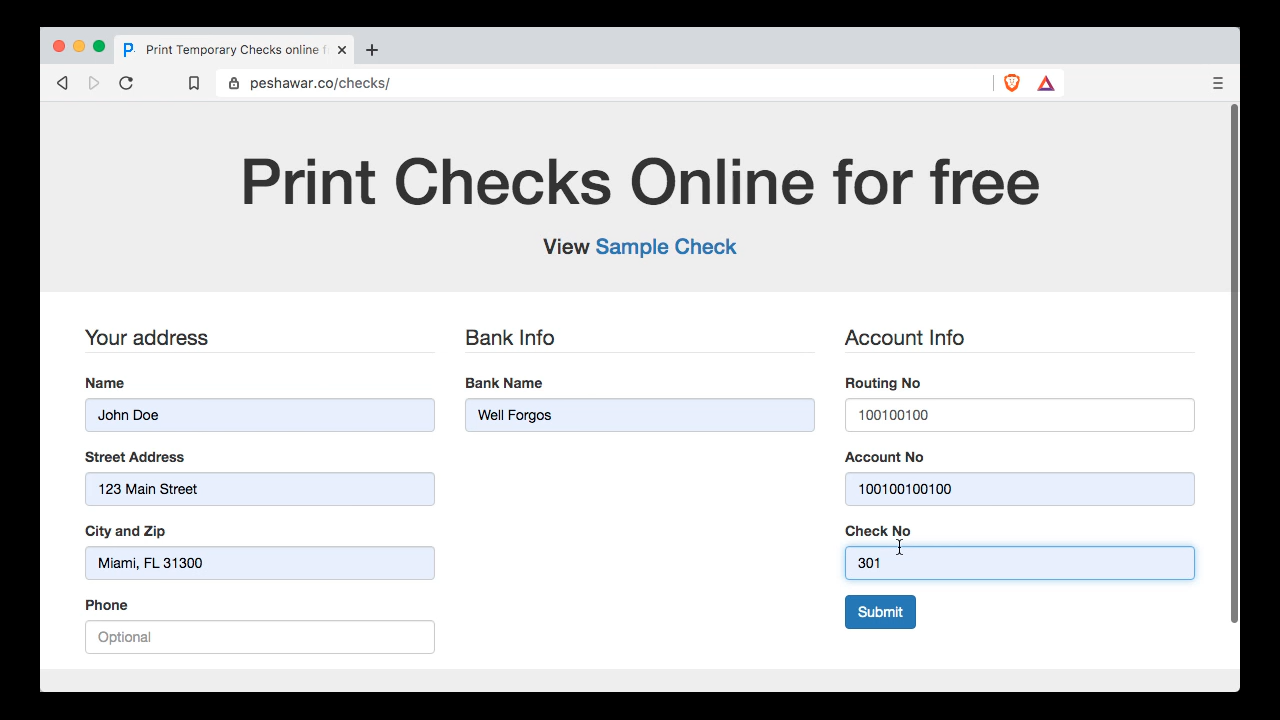 Print Temporary Checks online f
peshawar.co/checks/
Print Checks Online for free
View Sample Check
Your address
Name
John Doe
Street Address
123 Main Street
City and Zip
Miami, FL 31300
Phone
Optional
Bank Info
Bank Name
Well Forgos
Account Info
Routing No
100100100
Account No
100100100100
Check No
301
Submit